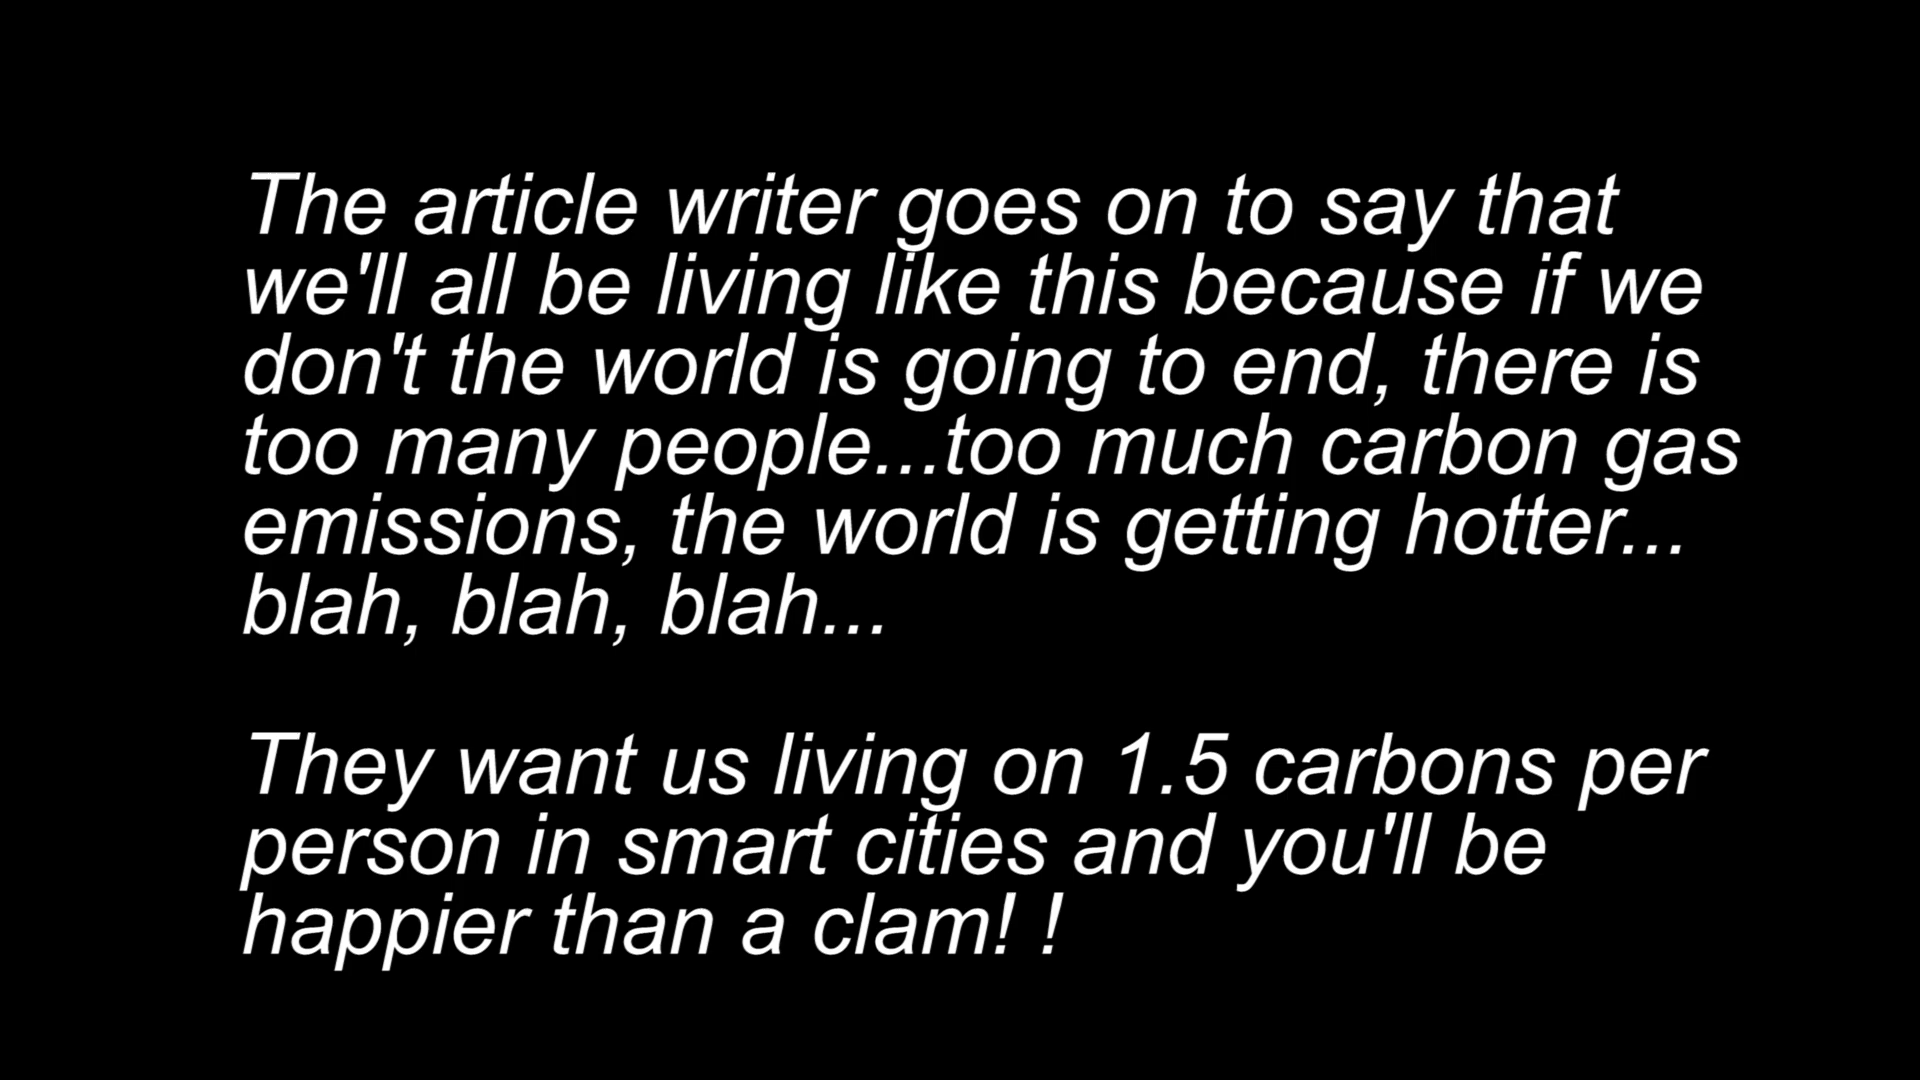 The article writer goes on to say that
we'll all be living like this because if we
don't the world is going to end, there is
too many people...too much carbon gas
emissions, the world is getting hotter...
blah, blah, blah...
They want us living on 1.5 carbons per
person in smart cities and you'll be
happier than a clam! !